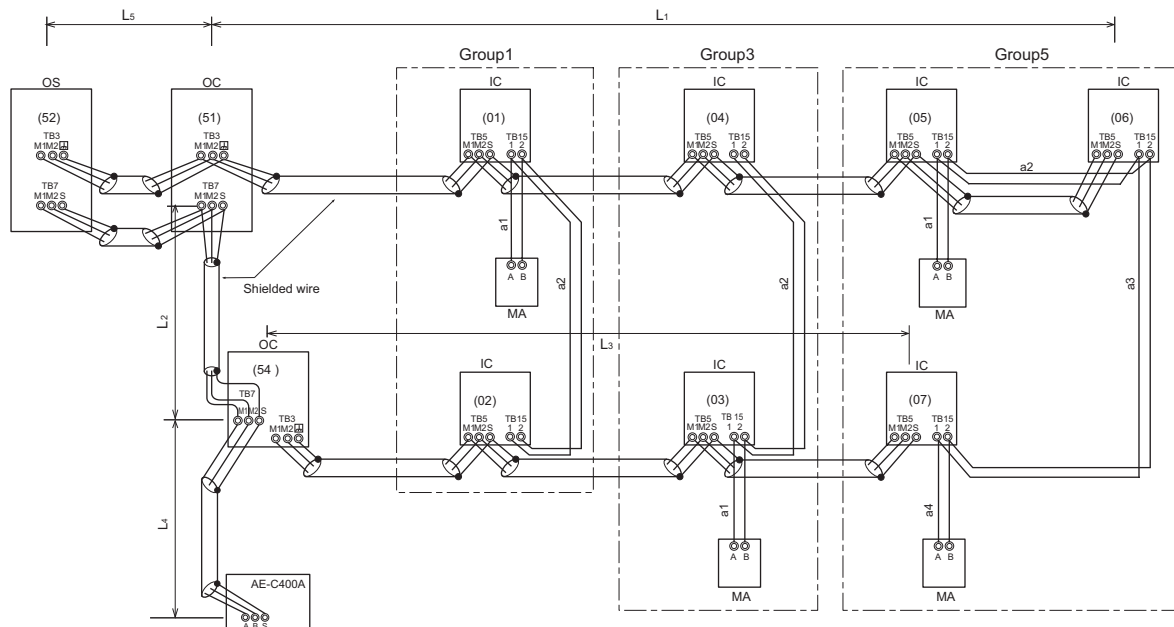 L5
L1
Group1
Group3
Group5
OS
OC
IC
IC
IC
IC
(52)
(51)
(01)
(04)
(05)
(06)
TB3
M1M2
TB3
M1M2
TB5
M1M2S
TB15
1 2
TB5
M1M2S
TB15
1 2
TB5
M1M2S
TB15
1 2
TB5
M1M2S
TB15
1 2
TB7
M1M2 S
TB7
M1M2 S
a2
a1
a1
A B
MA
a2
a2
A B
MA
a3
Shielded wire
L2
L3
OC
(54 )
TB7
M1M2 S
TB3
M1M2
IC
(02)
TB5
M1M2S
TB15
1 2
IC
(03)
TB5
M1M2S
TB 15
1 2
IC
(07)
TB5
M1M2S
TB15
1 2
L4
a1
a4
A B
MA
A B
MA
AE-C400A
A B S